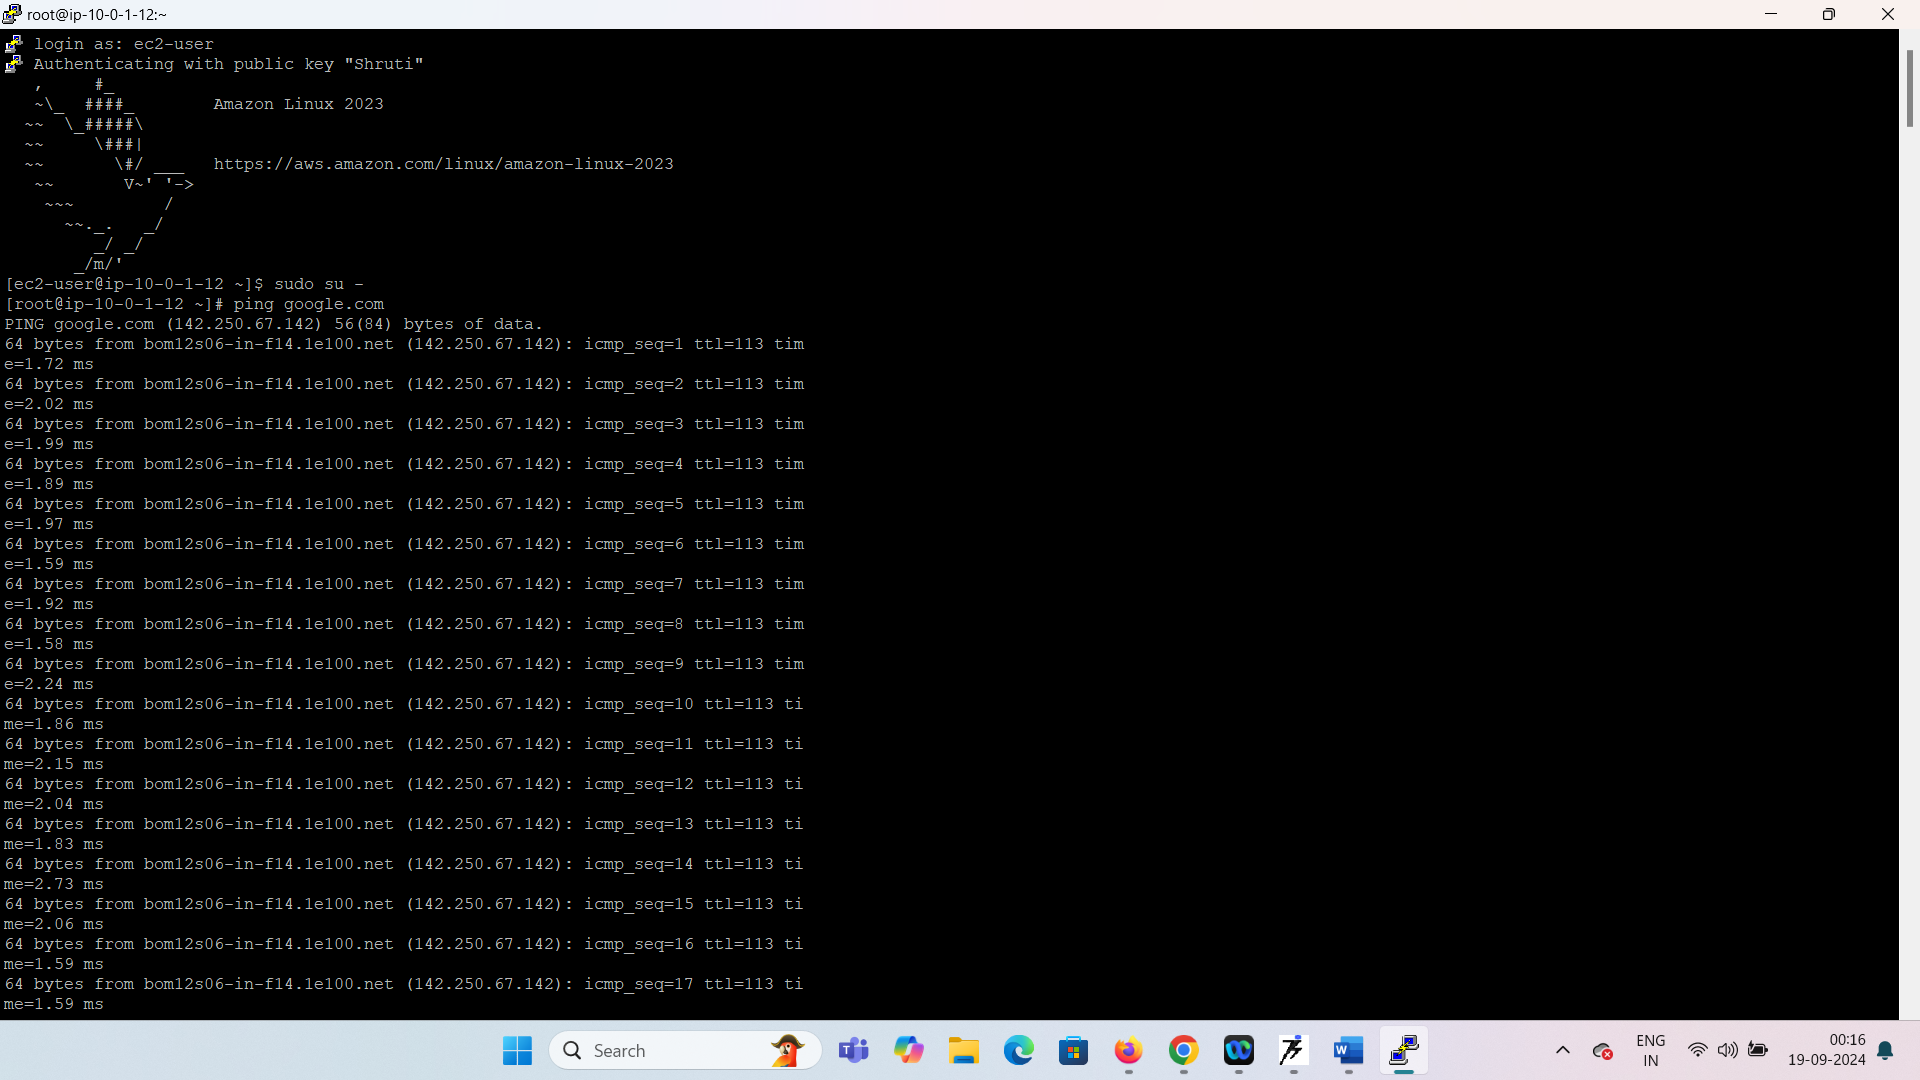 root@ip-10-0-1-12:~
login as: ec2-user
Authenticating with public key "Shruti"
   ,     #_
   ~\_  ####_        Amazon Linux 2023
  ~~  \_#####\
  ~~     \###|
  ~~       \#/ ___   https://aws.amazon.com/linux/amazon-linux-2023
   ~~       V~' '->
    ~~~         /
      ~~._.   _/
         _/ _/
       _/m/'
[ec2-user@ip-10-0-1-12 ~]$ sudo su -
[root@ip-10-0-1-12 ~]# ping google.com
PING google.com (142.250.67.142) 56(84) bytes of data.
64 bytes from bom12s06-in-f14.1e100.net (142.250.67.142): icmp_seq=1 ttl=113 tim
e=1.72 ms
64 bytes from bom12s06-in-f14.1e100.net (142.250.67.142): icmp_seq=2 ttl=113 tim
e=2.02 ms
64 bytes from bom12s06-in-f14.1e100.net (142.250.67.142): icmp_seq=3 ttl=113 tim
e=1.99 ms
64 bytes from bom12s06-in-f14.1e100.net (142.250.67.142): icmp_seq=4 ttl=113 tim
e=1.89 ms
64 bytes from bom12s06-in-f14.1e100.net (142.250.67.142): icmp_seq=5 ttl=113 tim
e=1.97 ms
64 bytes from bom12s06-in-f14.1e100.net (142.250.67.142): icmp_seq=6 ttl=113 tim
e=1.59 ms
64 bytes from bom12s06-in-f14.1e100.net (142.250.67.142): icmp_seq=7 ttl=113 tim
e=1.92 ms
64 bytes from bom12s06-in-f14.1e100.net (142.250.67.142): icmp_seq=8 ttl=113 tim
e=1.58 ms
64 bytes from bom12s06-in-f14.1e100.net (142.250.67.142): icmp_seq=9 ttl=113 tim
e=2.24 ms
64 bytes from bom12s06-in-f14.1e100.net (142.250.67.142): icmp_seq=10 ttl=113 ti
me=1.86 ms
64 bytes from bom12s06-in-f14.1e100.net (142.250.67.142): icmp_seq=11 ttl=113 ti
me=2.15 ms
64 bytes from bom12s06-in-f14.1e100.net (142.250.67.142): icmp_seq=12 ttl=113 ti
me=2.04 ms
64 bytes from bom12s06-in-f14.1e100.net (142.250.67.142): icmp_seq=13 ttl=113 ti
me=1.83 ms
64 bytes from bom12s06-in-f14.1e100.net (142.250.67.142): icmp_seq=14 ttl=113 ti
me=2.73 ms
64 bytes from bom12s06-in-f14.1e100.net (142.250.67.142): icmp_seq=15 ttl=113 ti
me=2.06 ms
64 bytes from bom12s06-in-f14.1e100.net (142.250.67.142): icmp_seq=16 ttl=113 ti
me=1.59 ms
64 bytes from bom12s06-in-f14.1e100.net (142.250.67.142): icmp_seq=17 ttl=113 ti
me=1.59 ms
Search
ENG
IN
00:16
19-09-2024